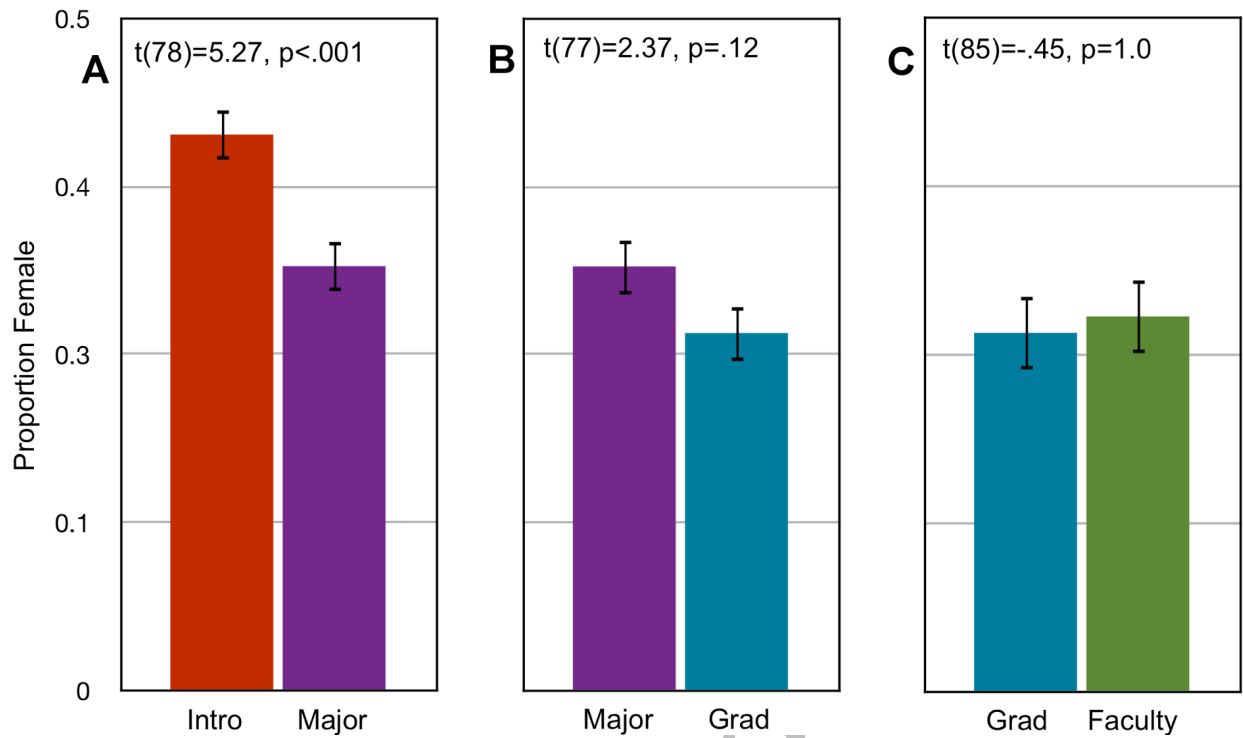 0.5
0.4
0.3
0.1
0
Proportion Female
A
t(78)=5.27, p<.001
Intro Major
B
t(77)=2.37, p=.12
Major Grad
C
t(85)=-.45, p=1.0
Grad Faculty